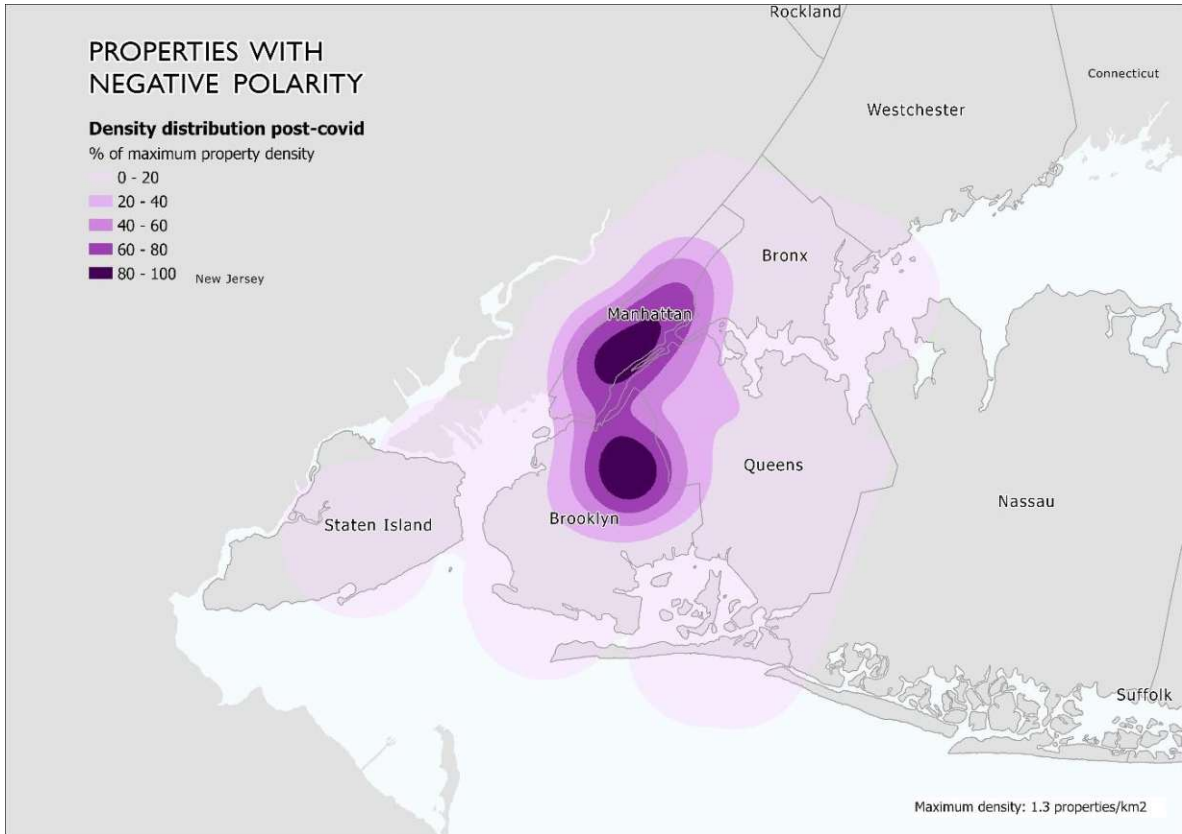 PROPERTIES WITH
NEGATIVE POLARITY
Density distribution post-covid
% of maximum property density
0 - 20
20 - 40
40 - 60
60 - 80
80 - 100
New Jersey
Rockland
Connecticut
Westchester
Bronx
Manhattan
Queens
Nassau
Staten Island
Brooklyn
Suffolk
Maximum density: 1.3 properties/km2